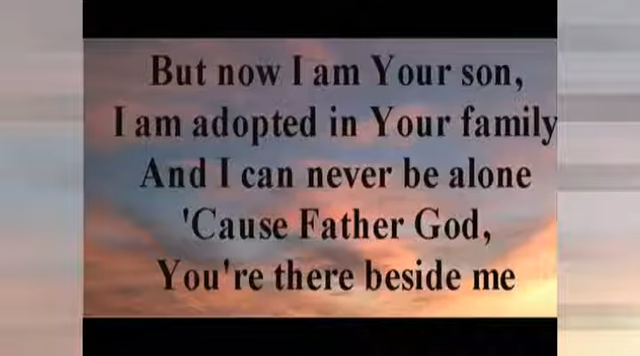 But now I am Your son,
I am adopted in Your family
And I can never be alone
'Cause Father God,
You're there beside me